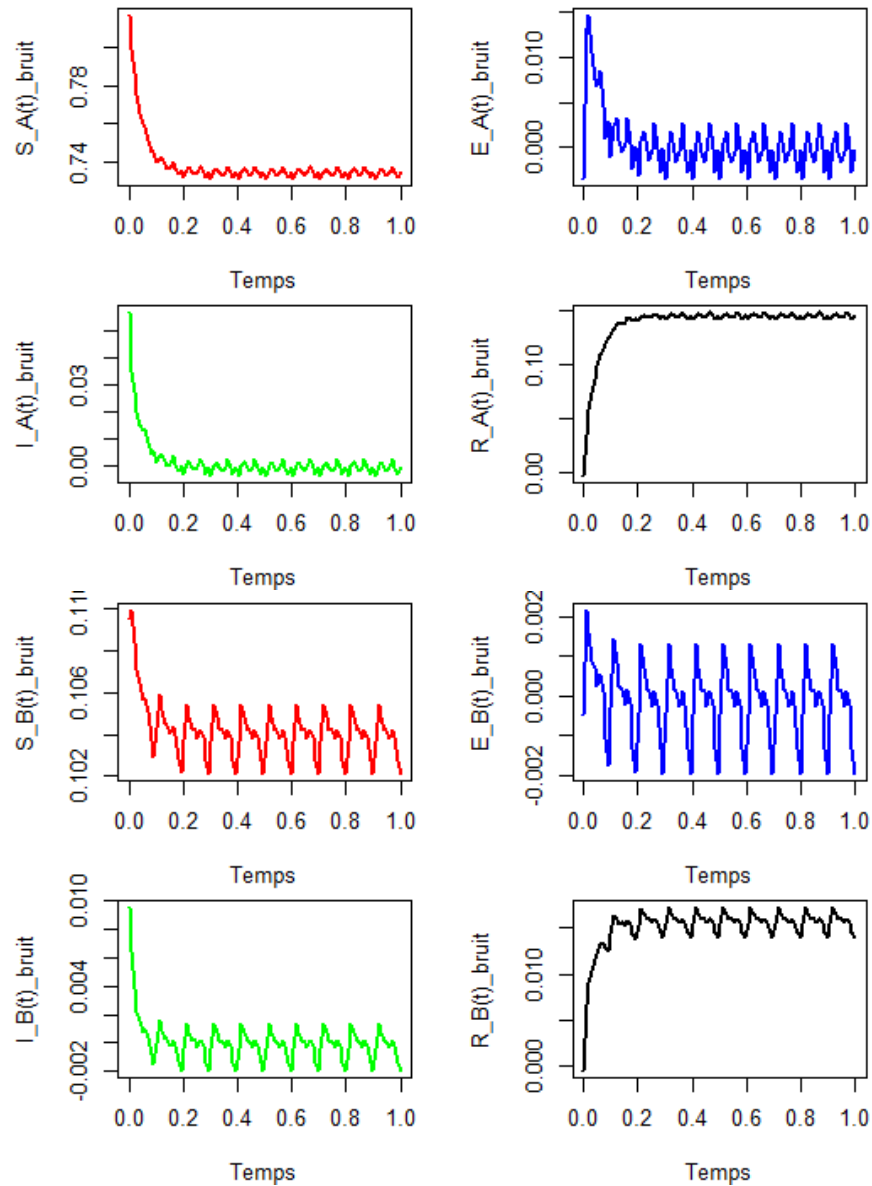 S_A(t)_bruit
0.78
0.74
0.0 0.2 0.4 0.6 0.8 1.0
Temps
E_A(t)_bruit
0.010
0.000
0.0 0.2 0.4 0.6 0.8 1.0
Temps
I_A(t)_bruit
0.03
0.00
0.0 0.2 0.4 0.6 0.8 1.0
Temps
R_A(t)_bruit
0.10
0.00
0.0 0.2 0.4 0.6 0.8 1.0
Temps
S_B(t)_bruit
0.110
0.106
0.102
0.0 0.2 0.4 0.6 0.8 1.0
Temps
E_B(t)_bruit
0.002
0.000
-0.002
0.0 0.2 0.4 0.6 0.8 1.0
Temps
I_B(t)_bruit
0.010
0.004
-0.002
0.0 0.2 0.4 0.6 0.8 1.0
Temps
R_B(t)_bruit
0.010
0.000
0.0 0.2 0.4 0.6 0.8 1.0
Temps